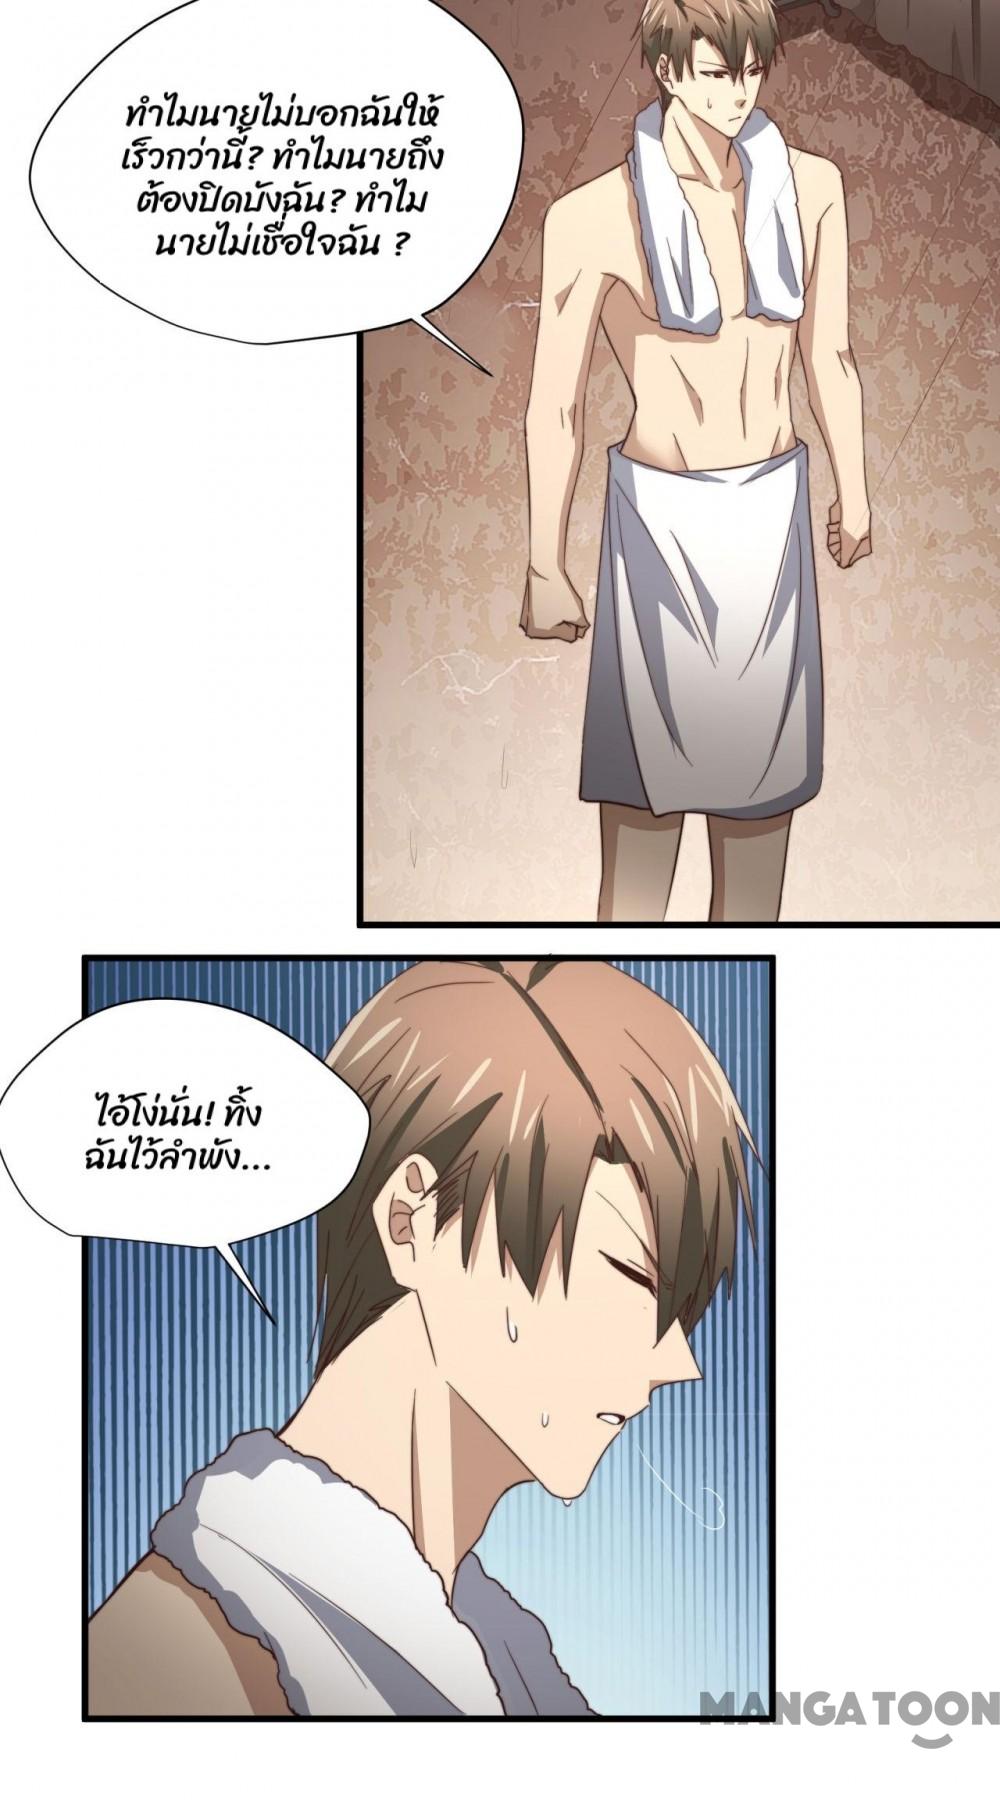 ทำไมนายไม่บอกฉันให้
เร็วกว่านี้? ทำไมนายถึง
ต้องปิดบังฉัน? ทำไม
นายไม่เชื่อใจฉัน ?
ไอ้โง่นั่น! ทิ้ง
ฉันไว้ลำพัง...
MANGATOON